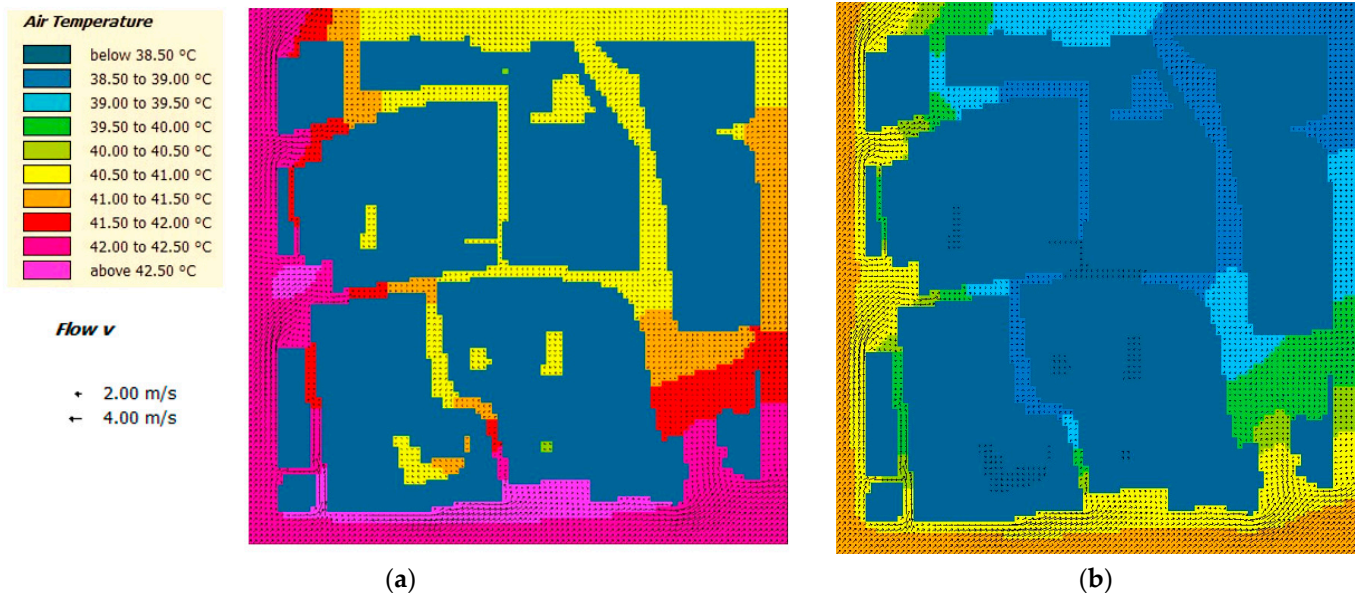 Air Temperature
below 38.50 °C
38.50 to 39.00 °C
39.00 to 39.50 °C
39.50 to 40.00 °C
40.00 to 40.50 °C
40.50 to 41.00 °C
41.00 to 41.50 °C
41.50 to 42.00 °C
42.00 to 42.50 °C
above 42.50 °C
Flow v
2.00 m/s
4.00 m/s
(a)
(b)